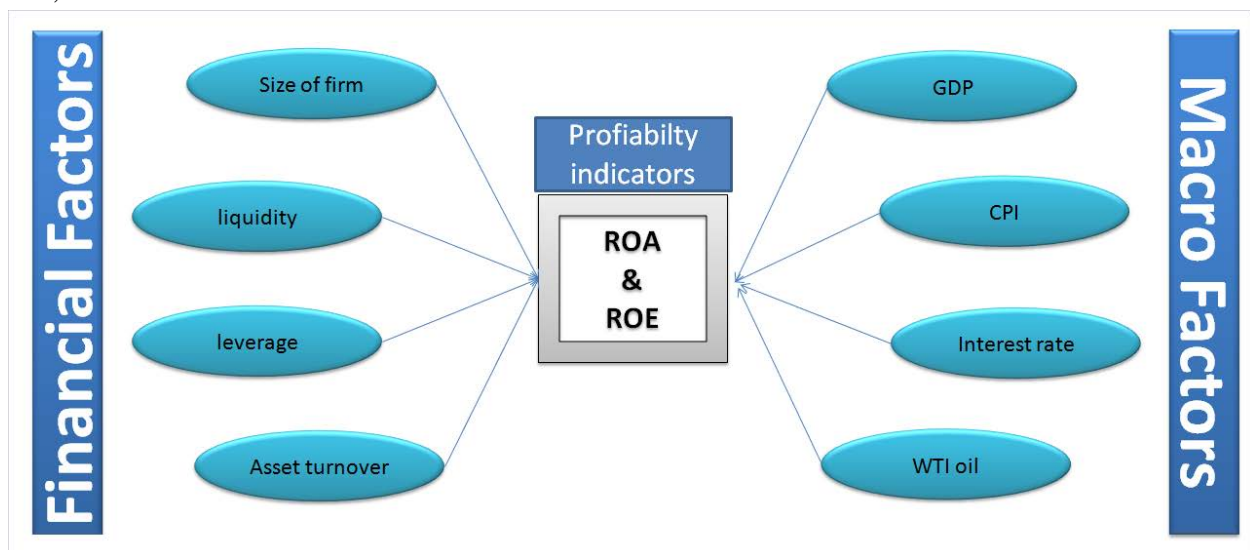 Financial Factors
Size of firm
liquidity
leverage
Asset turnover
Profiabilty
indicators
ROA
&
ROE
GDP
CPI
Interest rate
WTI oil
Macro Factors